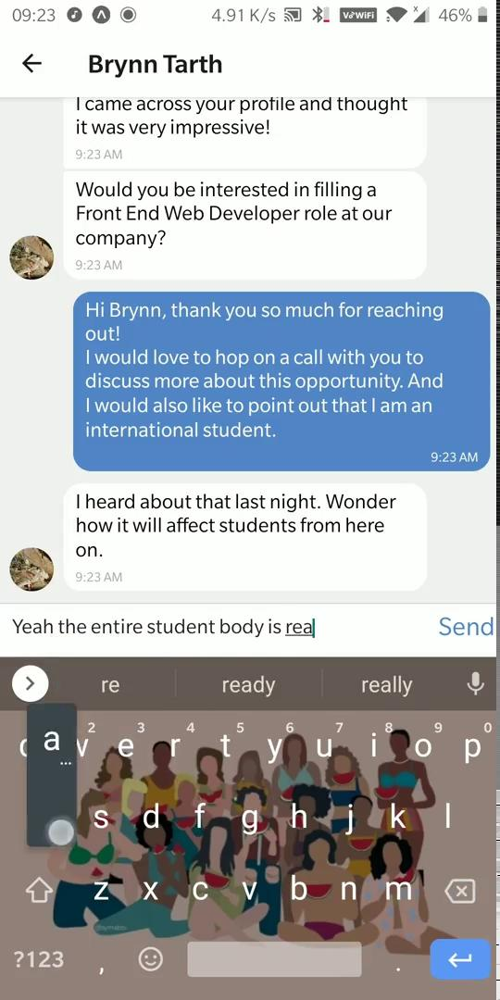 09:23
4.91 K/s
VoWiFi
46%
Brynn Tarth
I came across your profile and thought
it was very impressive!
9:23 AM
Would you be interested in filling a
Front End Web Developer role at our
company?
9:23 AM
Hi Brynn, thank you so much for reaching
out!
I would love to hop on a call with you to
discuss more about this opportunity. And
I would also like to point out that I am an
international student.
9:23 AM
I heard about that last night. Wonder
how it will affect students from here
on.
9:23 AM
Yeah the entire student body is rea
Send
re ready really
a
2 3 4 5 6 7 8 9 0
w e r t y u i o p
s d f g h j k l
z x c v b n m
?123 , .